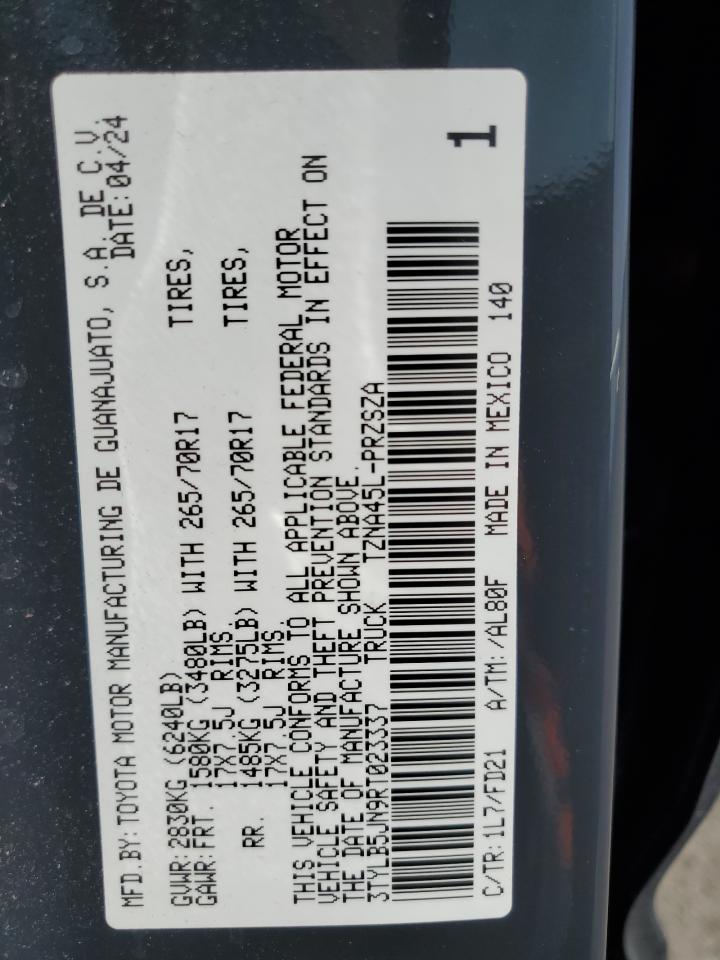 MFD.BY:TOYOTA MOTOR MANUFACTURING DE GUANAJUATO, S.A. DE C.V.
DATE:04/24
GVWR:2830KG (6240LB)
GAWR:FRT. 1580KG (3480LB) WITH 265/70R17 TIRES,
17X7.5J RIMS.
RR. 1485KG (3275LB) WITH 265/70R17 TIRES,
17X7.5J RIMS.
THIS VEHICLE CONFORMS TO ALL APPLICABLE FEDERAL MOTOR
VEHICLE SAFETY AND THEFT PREVENTION STANDARDS IN EFFECT ON
THE DATE OF MANUFACTURE SHOWN ABOVE.
3TYLB5JN9RT023337 TRUCK TZNA45L-PRZSZA
1
C/TR:1L7/FD21 A/TM:/AL80F MADE IN MEXICO 140